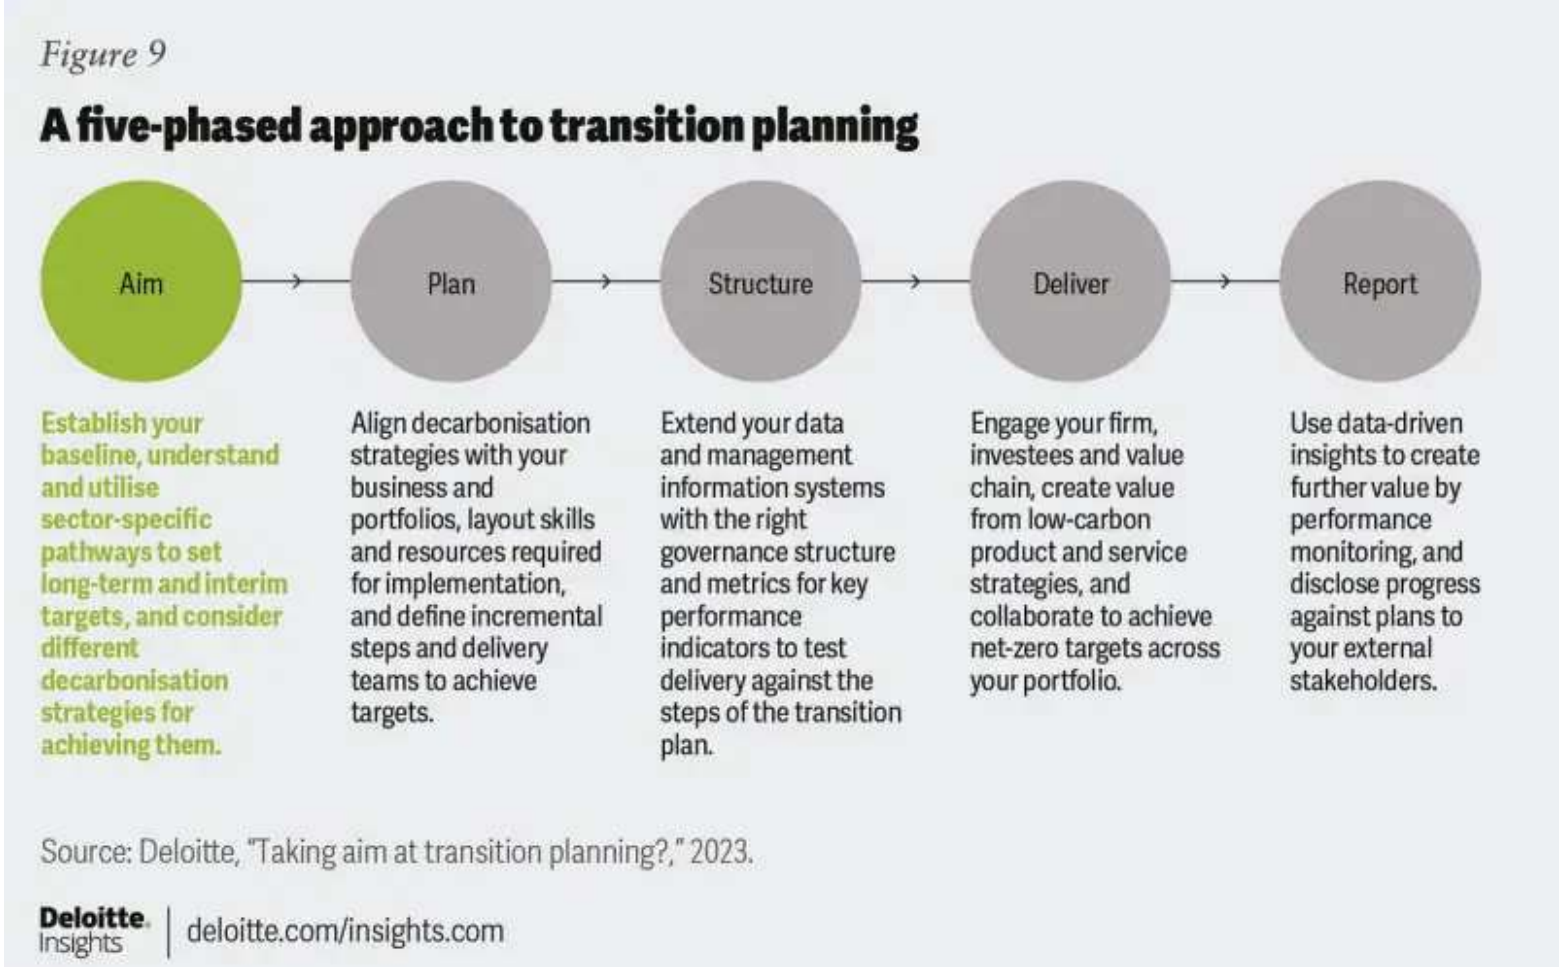 Figure 9
A five-phased approach to transition planning
Aim
Plan
Structure
Deliver
Report
Establish your
baseline, understand
and utilise
sector-specific
pathways to set
long-term and interim
targets, and consider
different
decarbonisation
strategies for
achieving them.
Align decarbonisation
strategies with your
business and
portfolios, layout skills
and resources required
for implementation,
and define incremental
steps and delivery
teams to achieve
targets.
Extend your data
and management
information systems
with the right
governance structure
and metrics for key
performance
indicators to test
delivery against the
steps of the transition
plan.
Engage your firm,
investees and value
chain, create value
from low-carbon
product and service
strategies, and
collaborate to achieve
net-zero targets across
your portfolio.
Use data-driven
insights to create
further value by
performance
monitoring, and
disclose progress
against plans to
your external
stakeholders.
Source: Deloitte, “Taking aim at transition planning?,” 2023.
Deloitte.
Insights
deloitte.com/insights.com